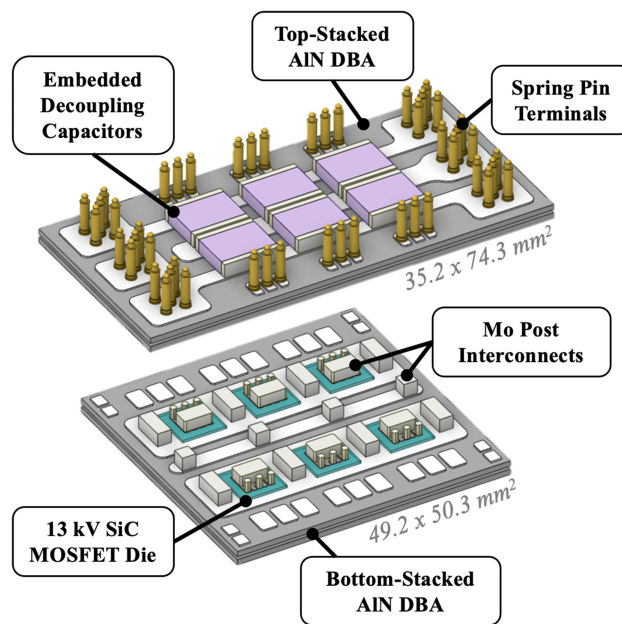 Top-Stacked
AlN DBA
Embedded
Decoupling
Capacitors
Spring Pin
Terminals
35.2 x 74.3 mm²
Mo Post
Interconnects
13 kV SiC
MOSFET Die
49.2 x 50.3 mm²
Bottom-Stacked
AlN DBA